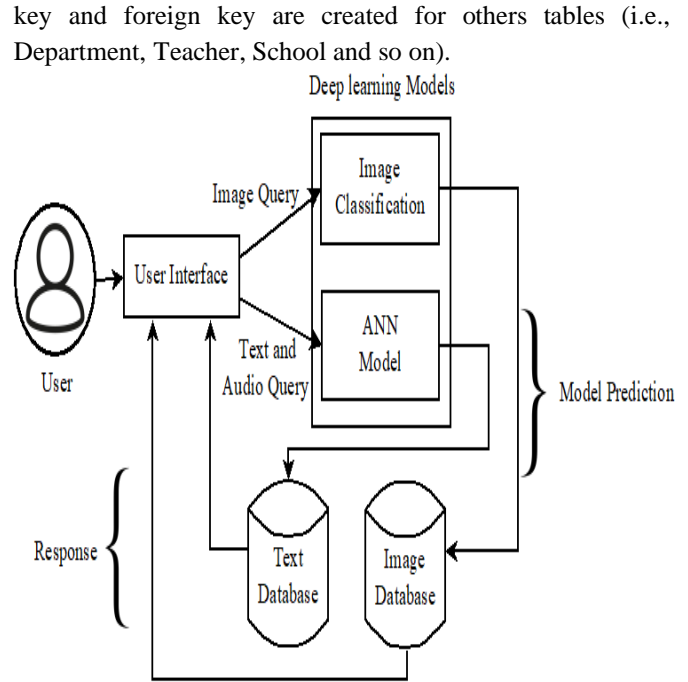 key and foreign key are created for others tables (i.e.,
Department, Teacher, School and so on).
Deep learning Models
Image
Classification
Image Query
User Interface
User
ANN
Model
Text and
Audio Query
Model Prediction
Response
Text
Database
Image
Database